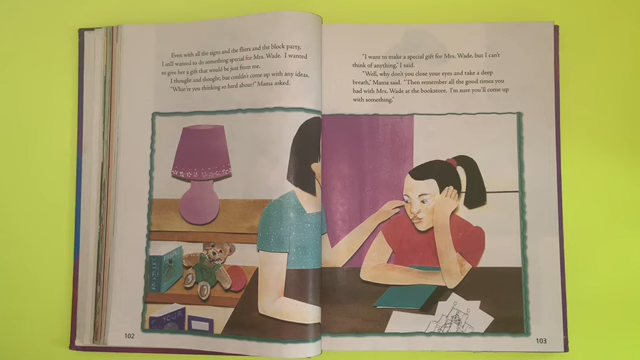 Even with all the signs and the fliers and the block party,
I still wanted to do something special for Mrs. Wade. I wanted
to give her a gift that would be just from me.
I thought and thought, but couldn't come up with any ideas.
"What're you thinking so hard about?" Mama asked.
102
"I want to make a special gift for Mrs. Wade, but I can't
think of anything," I said.
"Well, why don't you close your eyes and take a deep
breath," Mama said. "Then remember all the good times you
had with Mrs. Wade at the bookstore. I'm sure you'll come up
with something."
103